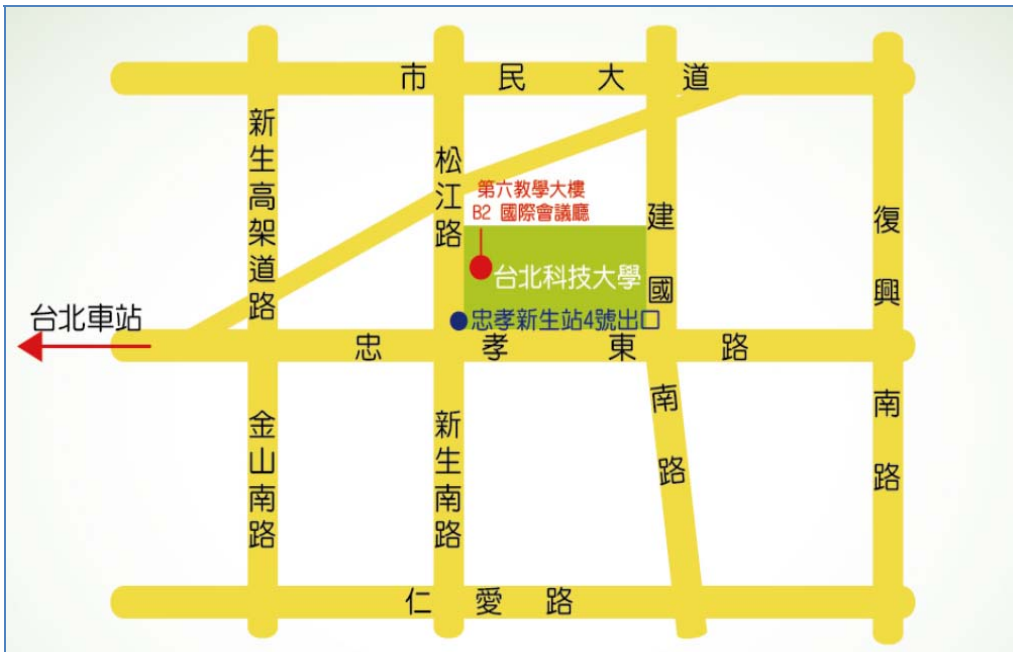 市民大道
新生高架道路
松江路
第六教學大樓
B2 國際會議廳
建國南路
復興南路
台北科技大學
台北車站
忠孝新生站4號出口
忠孝東路
金山南路
新生南路
仁愛路